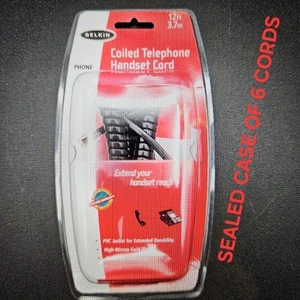 BELKIN
12ft
3.7m
Coiled Telephone
Handset Cord
PHONE
Extend your
handset reach
PVC Jacket for Extended Durability
SEALED CASE OF 6 CORDS